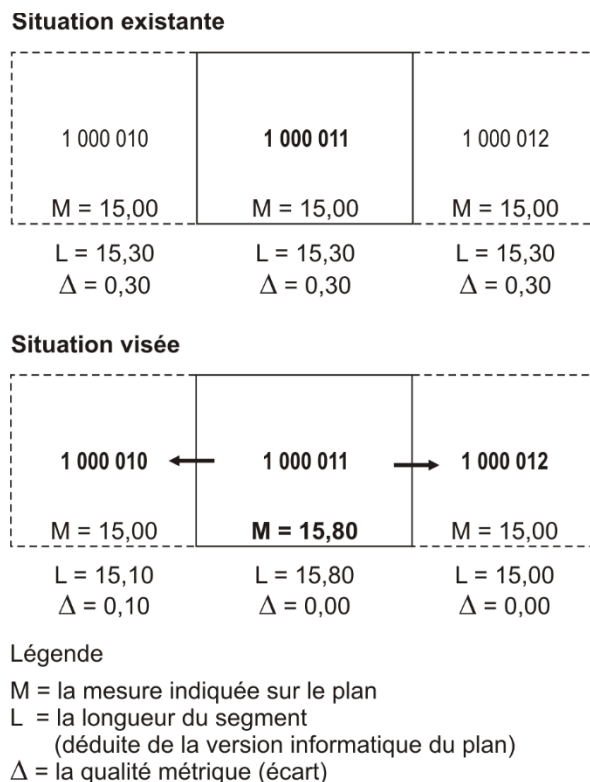 Situation existante
1 000 010 1 000 011 1 000 012
M = 15,00 M = 15,00 M = 15,00
L = 15,30 L = 15,30 L = 15,30
Δ = 0,30 Δ = 0,30 Δ = 0,30
Situation visée
1 000 010 1 000 011 1 000 012
M = 15,00 M = 15,80 M = 15,00
L = 15,10 L = 15,80 L = 15,00
Δ = 0,10 Δ = 0,00 Δ = 0,00
Légende
M = la mesure indiquée sur le plan
L = la longueur du segment
(déduite de la version informatique du plan)
Δ = la qualité métrique (écart)